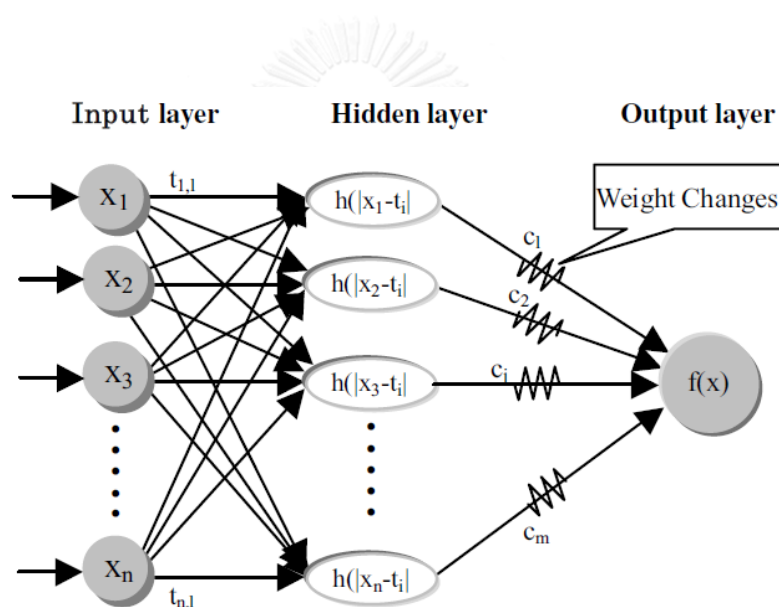 Input layer
Hidden layer
Output layer
Weight Changes
x₁
t₁,₁
h(|x₁-tᵢ|
c₁
x₂
h(|x₂-tᵢ|
c₂
x₃
h(|x₃-tᵢ|
cⱼ
f(x)
xₙ
tₙ,₁
h(|xₙ-tᵢ|
cₘ